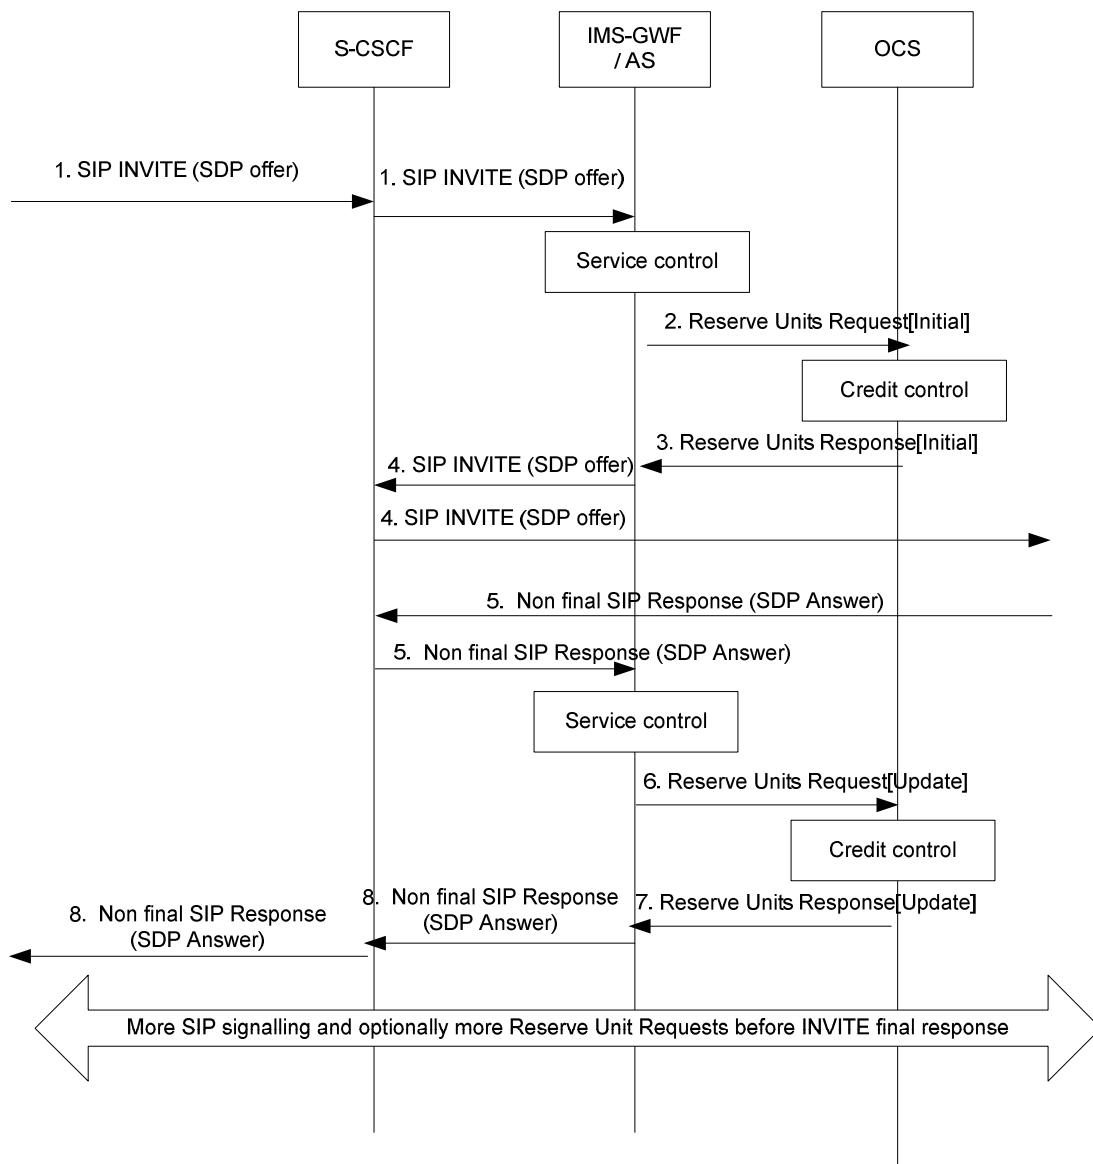 S-CSCF
IMS-GWF
/ AS
OCS
1. SIP INVITE (SDP offer)
1. SIP INVITE (SDP offer)
Service control
2. Reserve Units Request[Initial]
Credit control
3. Reserve Units Response[Initial]
4. SIP INVITE (SDP offer)
4. SIP INVITE (SDP offer)
5. Non final SIP Response (SDP Answer)
5. Non final SIP Response (SDP Answer)
Service control
6. Reserve Units Request[Update]
Credit control
7. Reserve Units Response[Update]
8. Non final SIP Response
(SDP Answer)
8. Non final SIP Response
(SDP Answer)
More SIP signalling and optionally more Reserve Unit Requests before INVITE final response